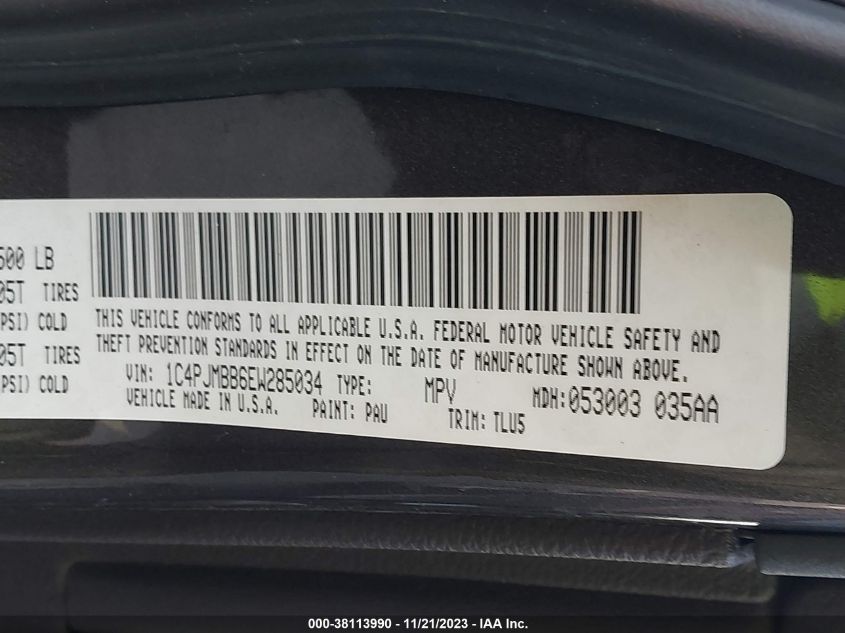 500 LB
05T TIRES
PSI) COLD
05T TIRES
PSI) COLD
THIS VEHICLE CONFORMS TO ALL APPLICABLE U.S.A. FEDERAL MOTOR VEHICLE SAFETY AND
THEFT PREVENTION STANDARDS IN EFFECT ON THE DATE OF MANUFACTURE SHOWN ABOVE.
VIN: 1C4PJMBB6EW285034 TYPE: MPV MDH:053003 035AA
VEHICLE MADE IN U.S.A. PAINT: PAU TRIM: TLU5
000-38113990 - 11/21/2023 - IAA Inc.